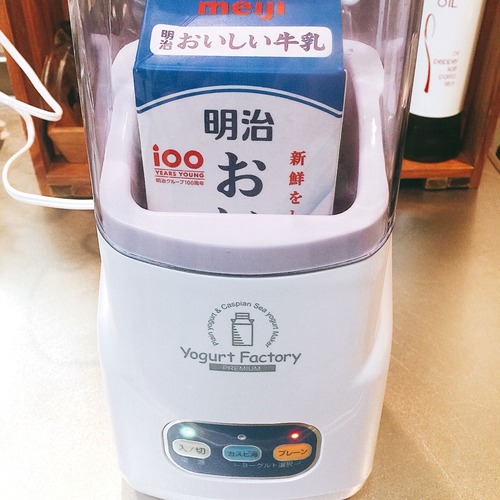 meiji
明治 おいしい牛乳
明治
お
100
YEARS YOUNG
明治グループ100周年
新鮮を
OIL
Plain yogurt & Caspian Sea yogurt Maker
Yogurt Factory
PREMIUM
入/切
カスピ海
プレーン
ヨーグルト選択